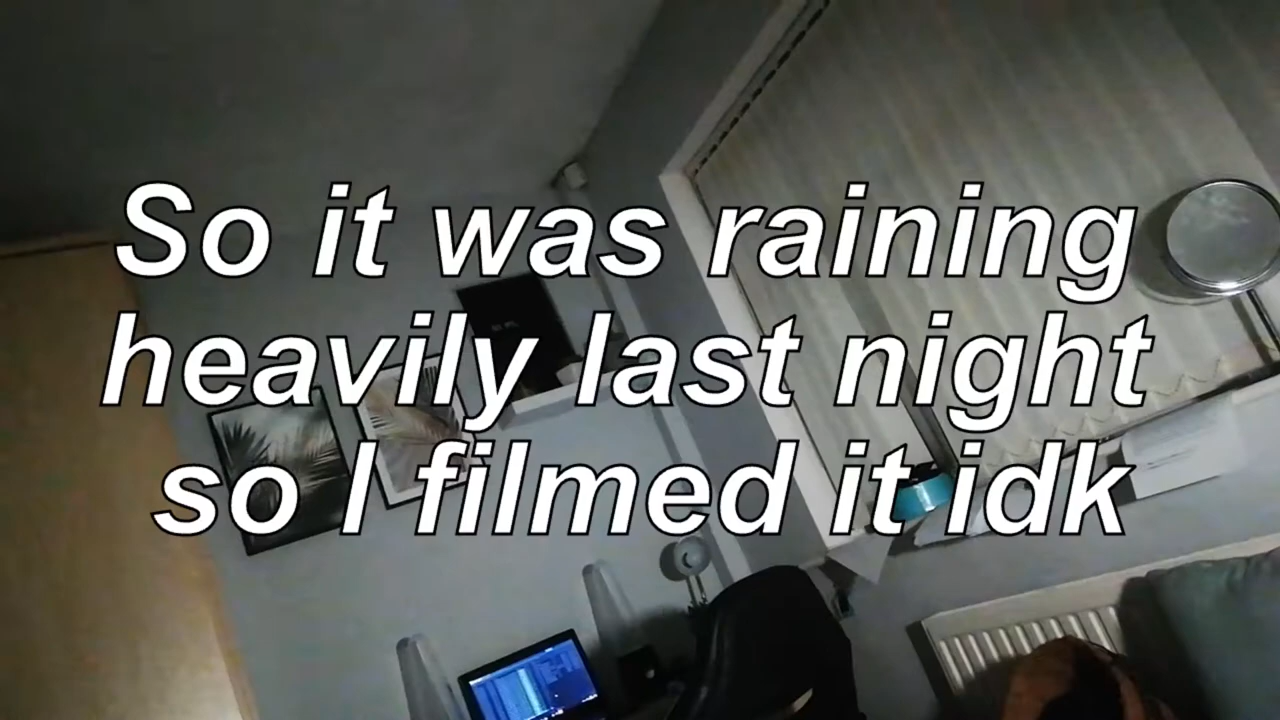 So it was raining
heavily last night
so I filmed it idk